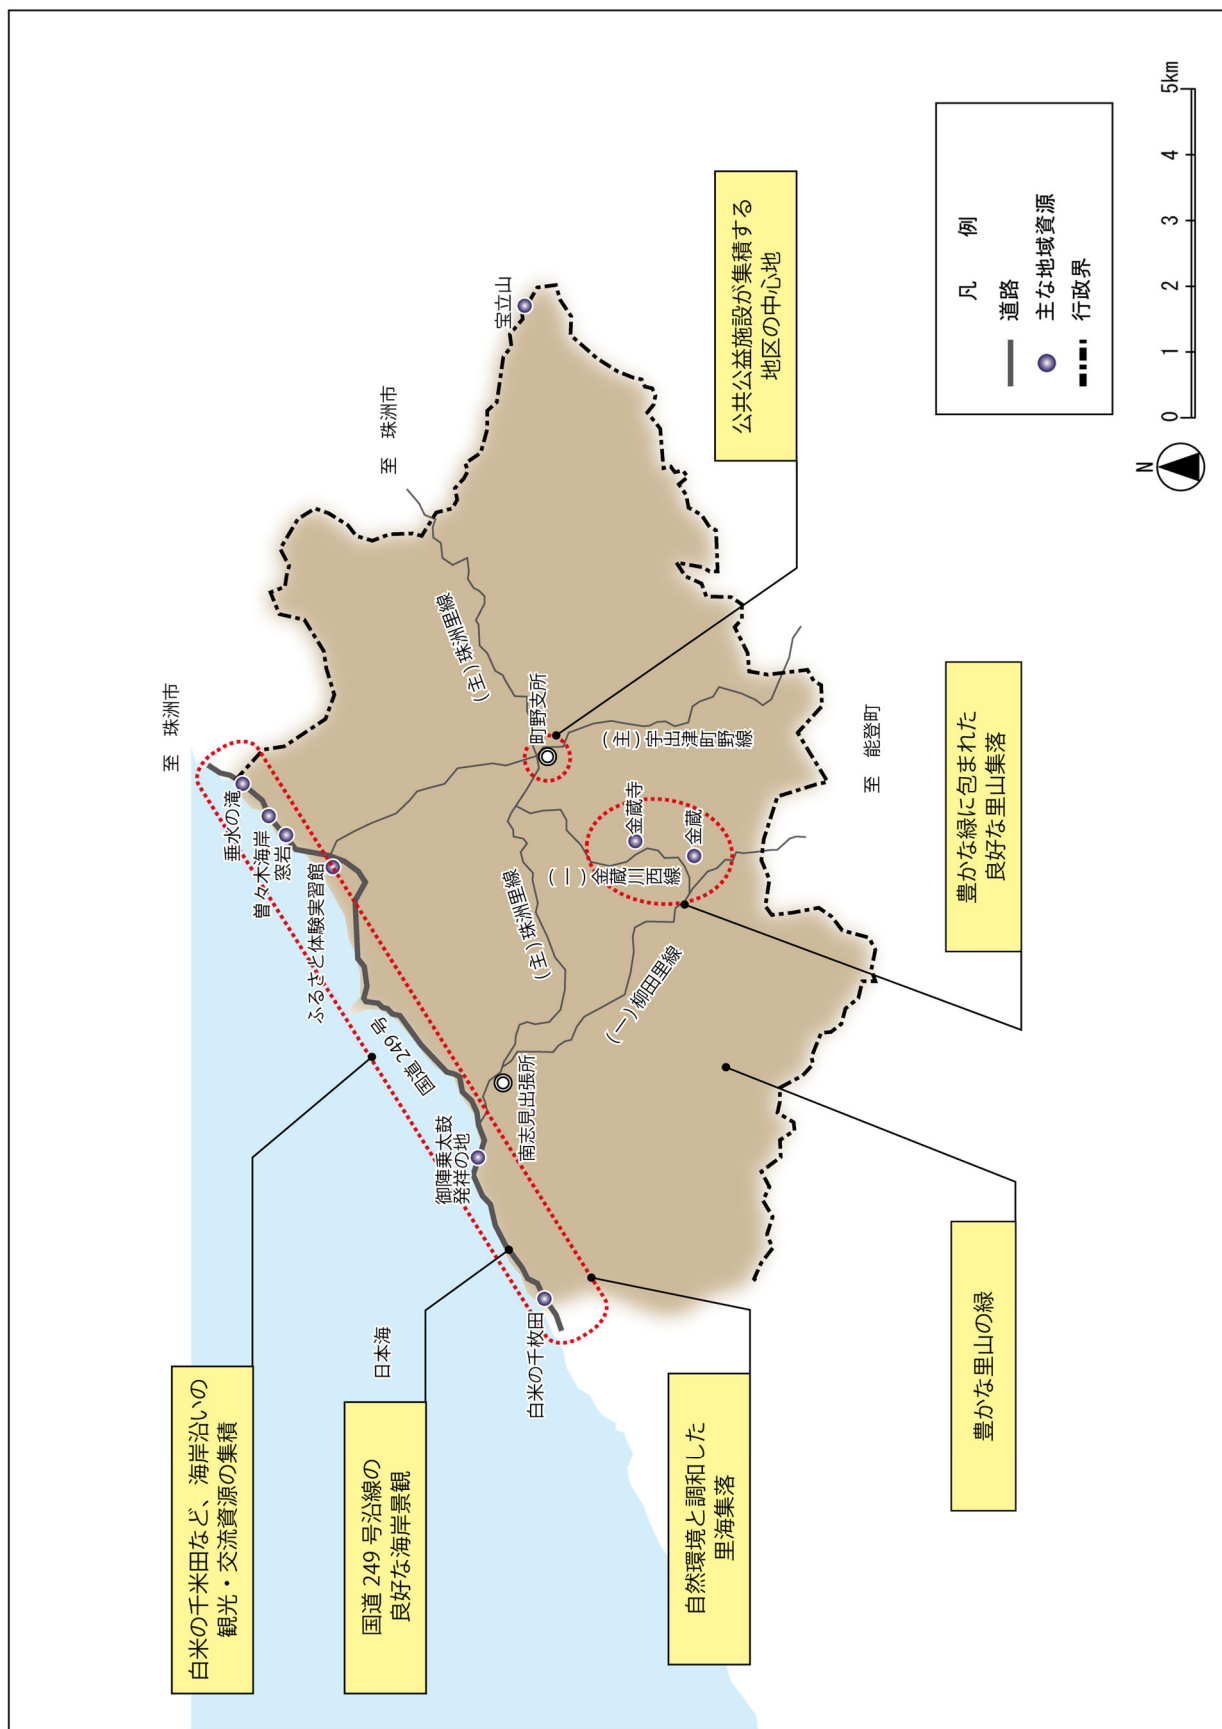 白米の千米田など、海岸沿いの
観光・交流資源の集積
国道 249 号沿線の
良好な海岸景観
自然環境と調和した
里海集落
豊かな里山の緑
豊かな緑に包まれた
良好な里山集落
公共公益施設が集積する
地区の中心地
日本海
白米の千枚田
御陣乗太鼓
発祥の地
国道 249 号
南志見出張所
ふるさと体験実習館
窓岩
曽々木海岸
垂水の滝
至 珠洲市
(主)珠洲里線
(一)柳田里線
(一)金蔵川西線
金蔵寺
金蔵
町野支所
(主)宇出津町野線
(主)珠洲里線
至 能登町
至 珠洲市
宝立山
凡例
道路
主な地域資源
行政界
N
0 1 2 3 4 5km